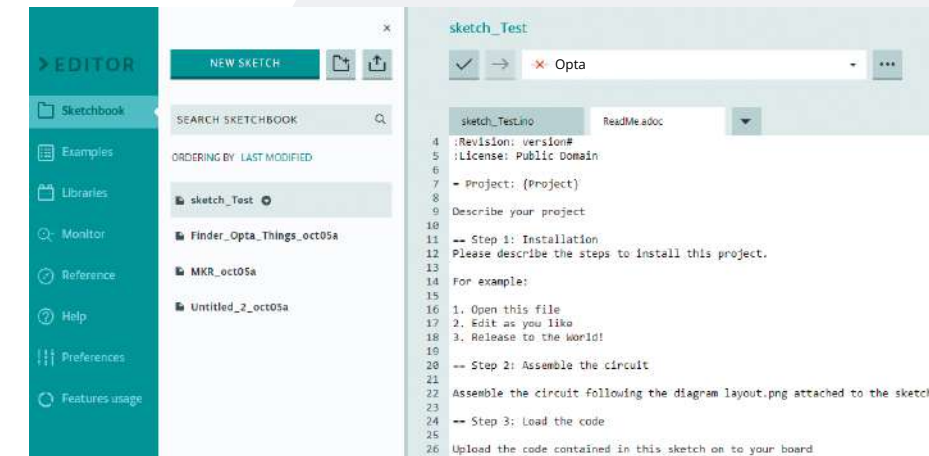 ×
>EDITOR
Sketchbook
Examples
Libraries
Monitor
Reference
Help
Preferences
Features usage
NEW SKETCH
SEARCH SKETCHBOOK
ORDERING BY LAST MODIFIED
sketch_Test
Finder_Opta_Things_oct05a
MKR_oct05a
Untitled_2_oct05a
sketch_Test
Opta
sketch_Test.ino ReadMe.adoc
4 :Revision: version#
5 :License: Public Domain
6
7 = Project: {Project}
8
9 Describe your project
10
11 == Step 1: Installation
12 Please describe the steps to install this project.
13
14 For example:
15
16 1. Open this file
17 2. Edit as you like
18 3. Release to the World!
19
20 == Step 2: Assemble the circuit
21
22 Assemble the circuit following the diagram layout.png attached to the sketch
23
24 == Step 3: Load the code
25
26 Upload the code contained in this sketch on to your board